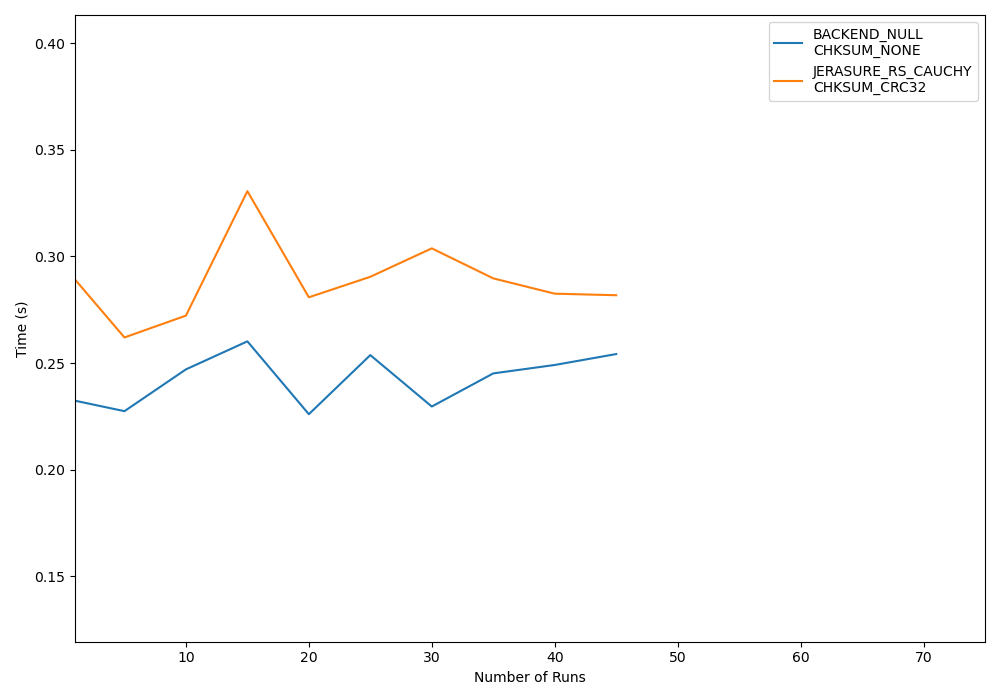 BACKEND_NULL
CHKSUM_NONE
JERASURE_RS_CAUCHY
CHKSUM_CRC32
0.40
0.35
0.30
0.25
0.20
0.15
Time (s)
10 20 30 40 50 60 70
Number of Runs